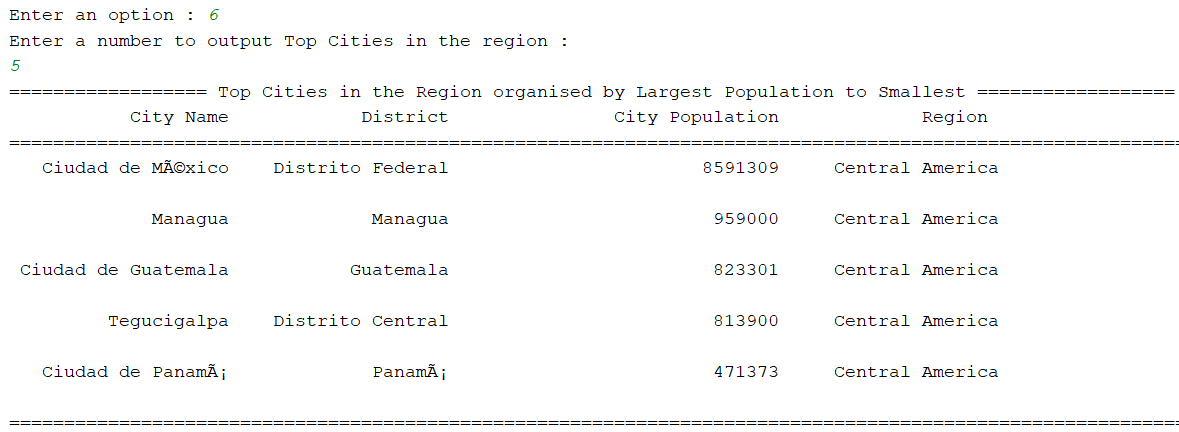 Enter an option : 6
Enter a number to output Top Cities in the region :
5
================== Top Cities in the Region organised by Largest Population to Smallest ==================
City Name District City Population Region
===========================================================================================================
Ciudad de MÃ©xico Distrito Federal 8591309 Central America
Managua Managua 959000 Central America
Ciudad de Guatemala Guatemala 823301 Central America
Tegucigalpa Distrito Central 813900 Central America
Ciudad de PanamÃ¡ PanamÃ¡ 471373 Central America
===========================================================================================================